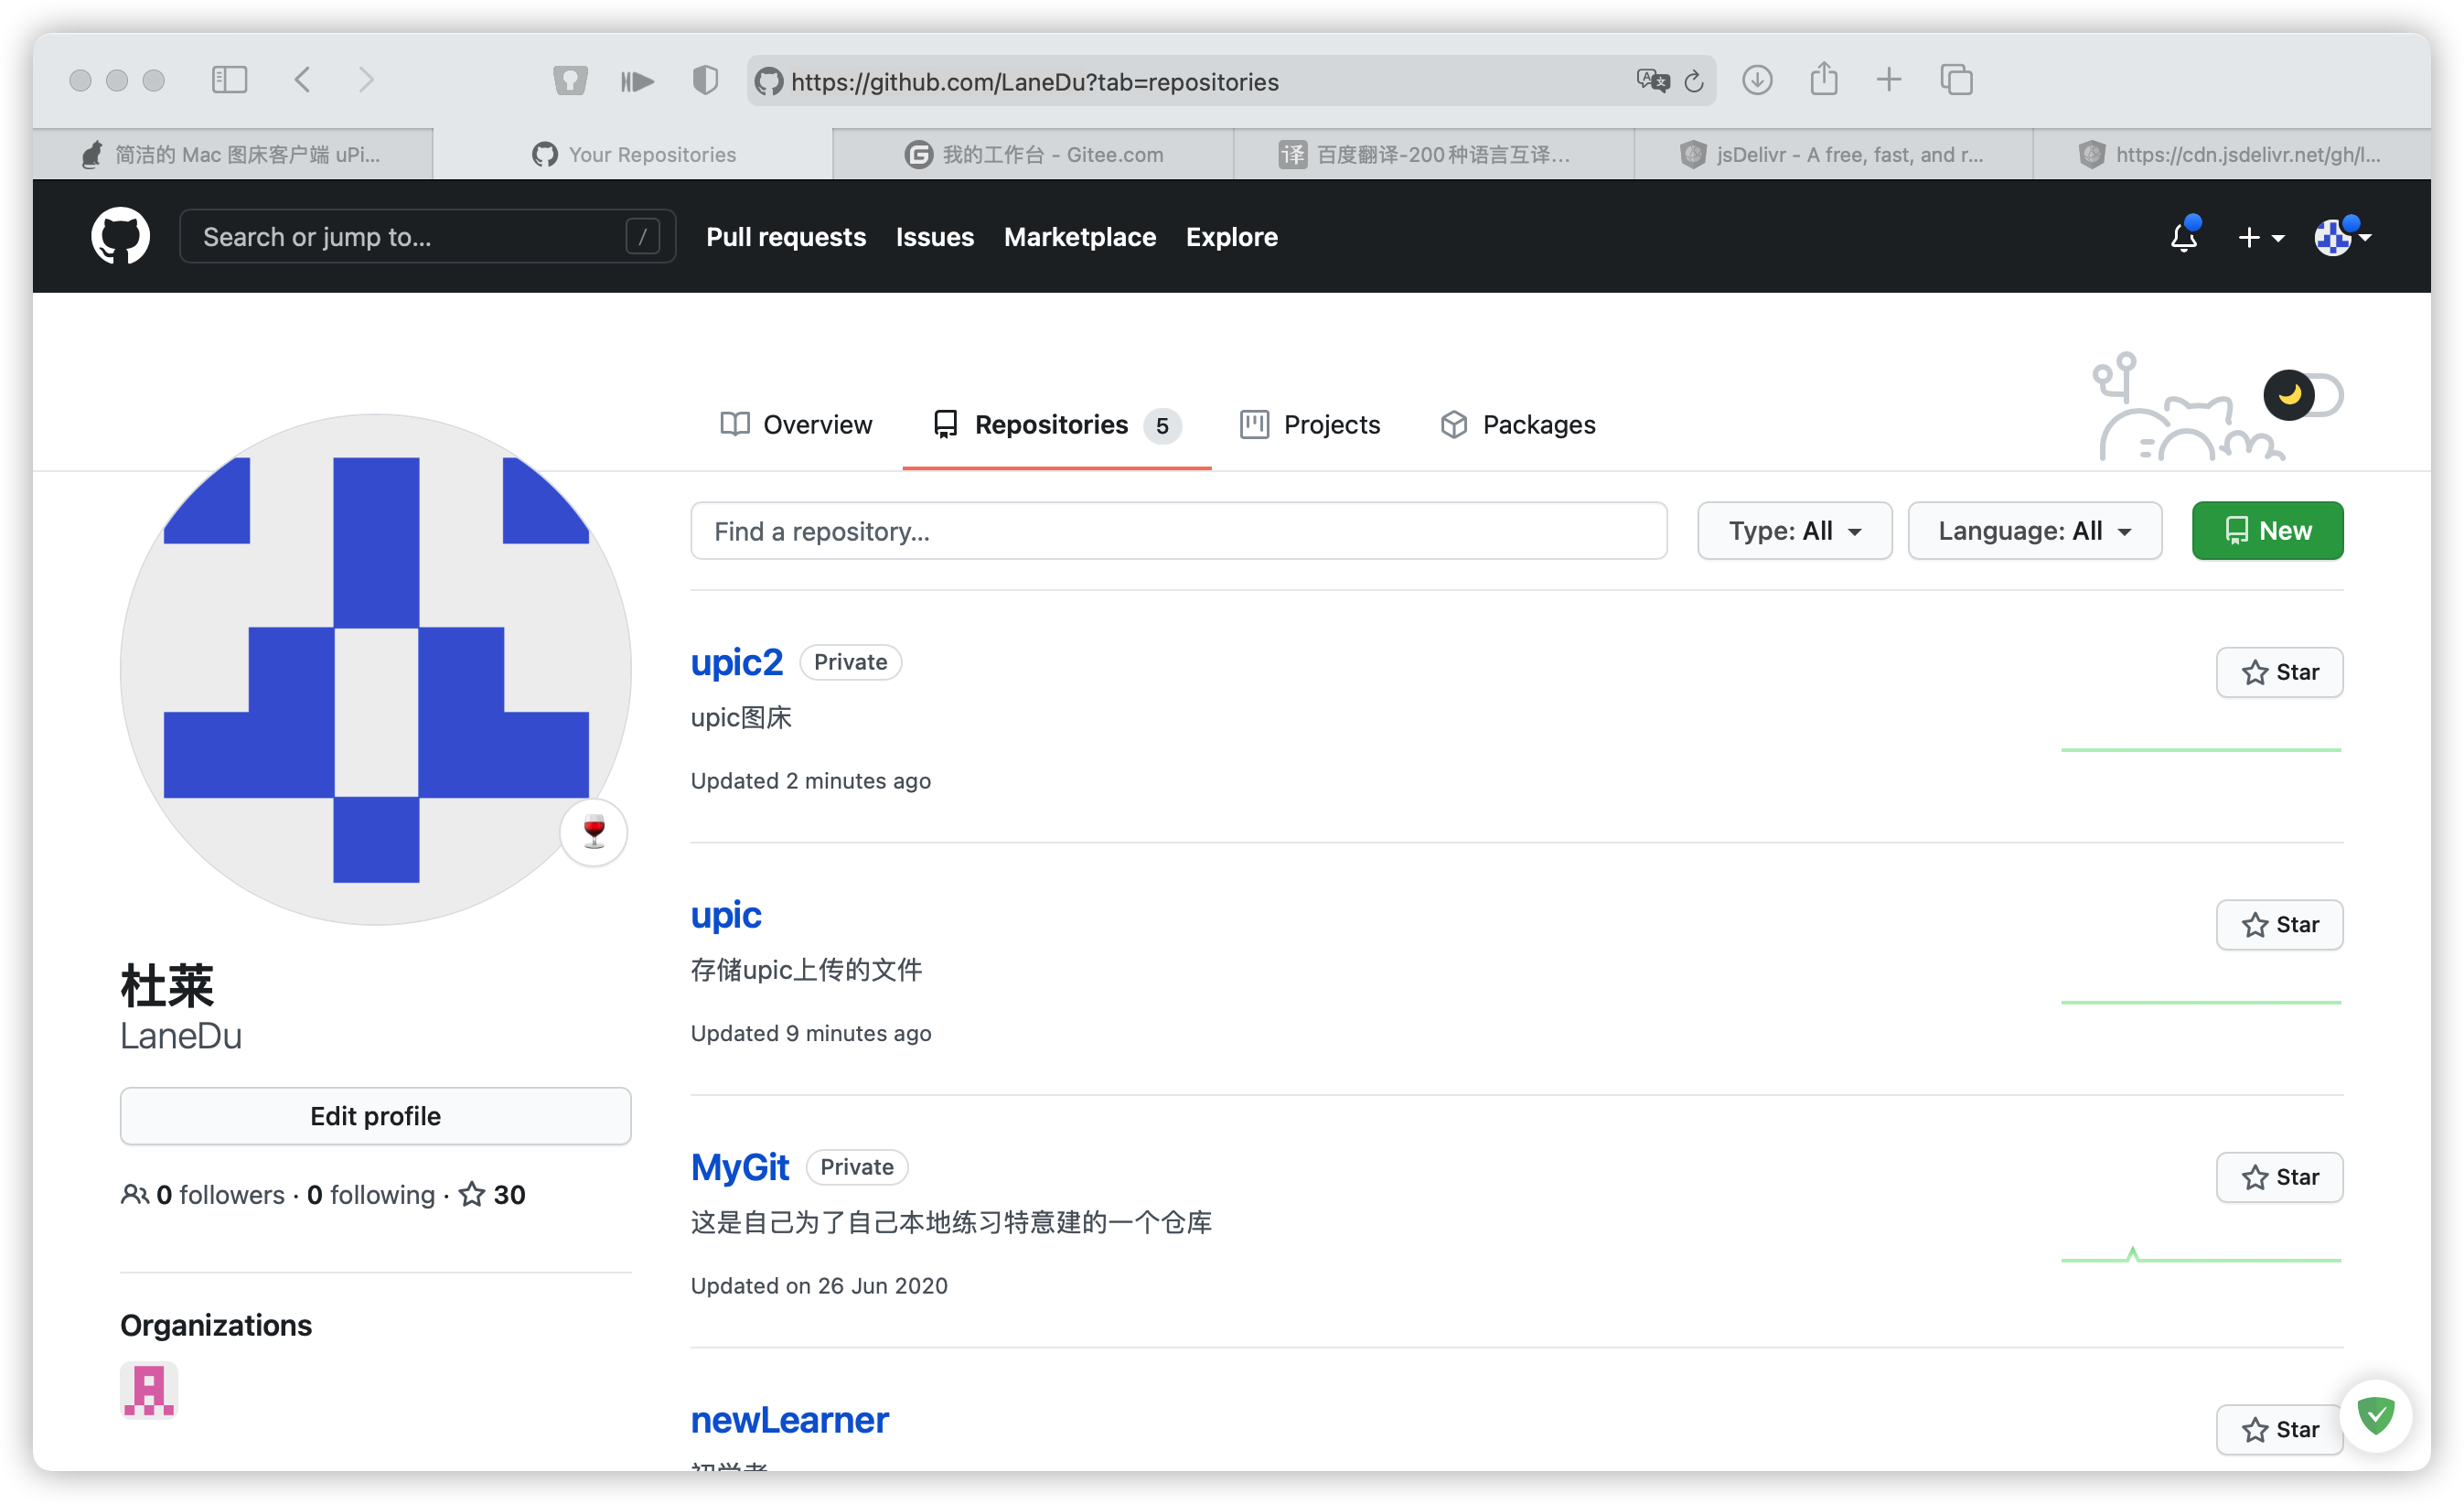 https://github.com/LaneDu?tab=repositories
简洁的 Mac 图床客户端 uPi...
Your Repositories
我的工作台 - Gitee.com
译 百度翻译-200种语言互译...
jsDelivr - A free, fast, and r...
https://cdn.jsdelivr.net/gh/l...
Search or jump to... /
Pull requests
Issues
Marketplace
Explore
Overview
Repositories 5
Projects
Packages
Find a repository...
Type: All
Language: All
New
upic2 Private
Star
upic图床
Updated 2 minutes ago
upic
Star
存储upic上传的文件
Updated 9 minutes ago
MyGit Private
Star
这是自己为了自己本地练习特意建的一个仓库
Updated on 26 Jun 2020
newLearner
Star
杜莱
LaneDu
Edit profile
0 followers · 0 following · 30
Organizations